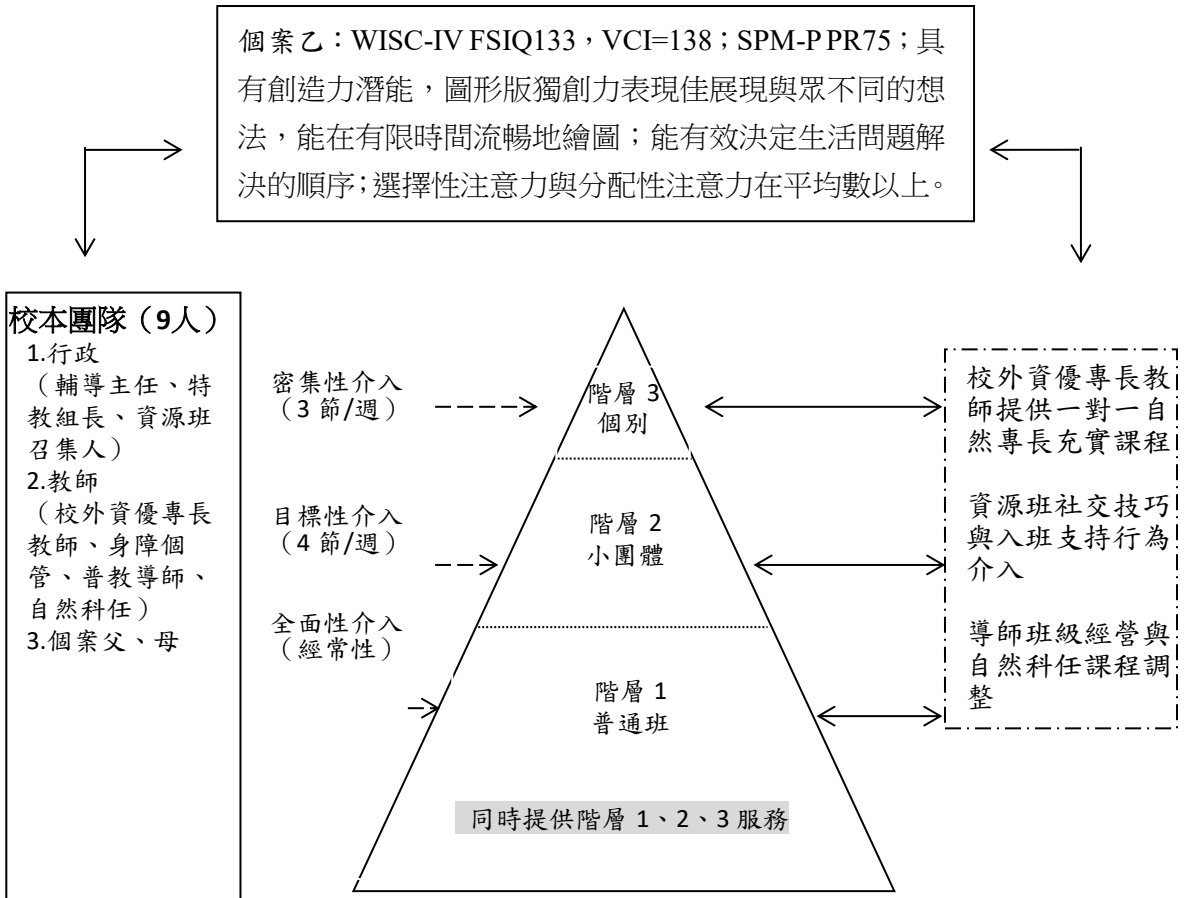 個案乙：WISC-IV FSIQ133，VCI=138；SPM-P PR75；具
有創造力潛能，圖形版獨創力表現佳展現與眾不同的想
法，能在有限時間流暢地繪圖；能有效決定生活問題解
決的順序；選擇性注意力與分配性注意力在平均數以上。
校本團隊（9人）
1.行政
（輔導主任、特
教組長、資源班
召集人）
2.教師
（校外資優專長
教師、身障個
管、普教導師、
自然科任）
3.個案父、母
密集性介入
（3 節/週）
目標性介入
（4 節/週）
全面性介入
（經常性）
階層 3
個別
階層 2
小團體
階層 1
普通班
同時提供階層 1、2、3 服務
校外資優專長教
師提供一對一自
然專長充實課程
資源班社交技巧
與入班支持行為
介入
導師班級經營與
自然科任課程調
整